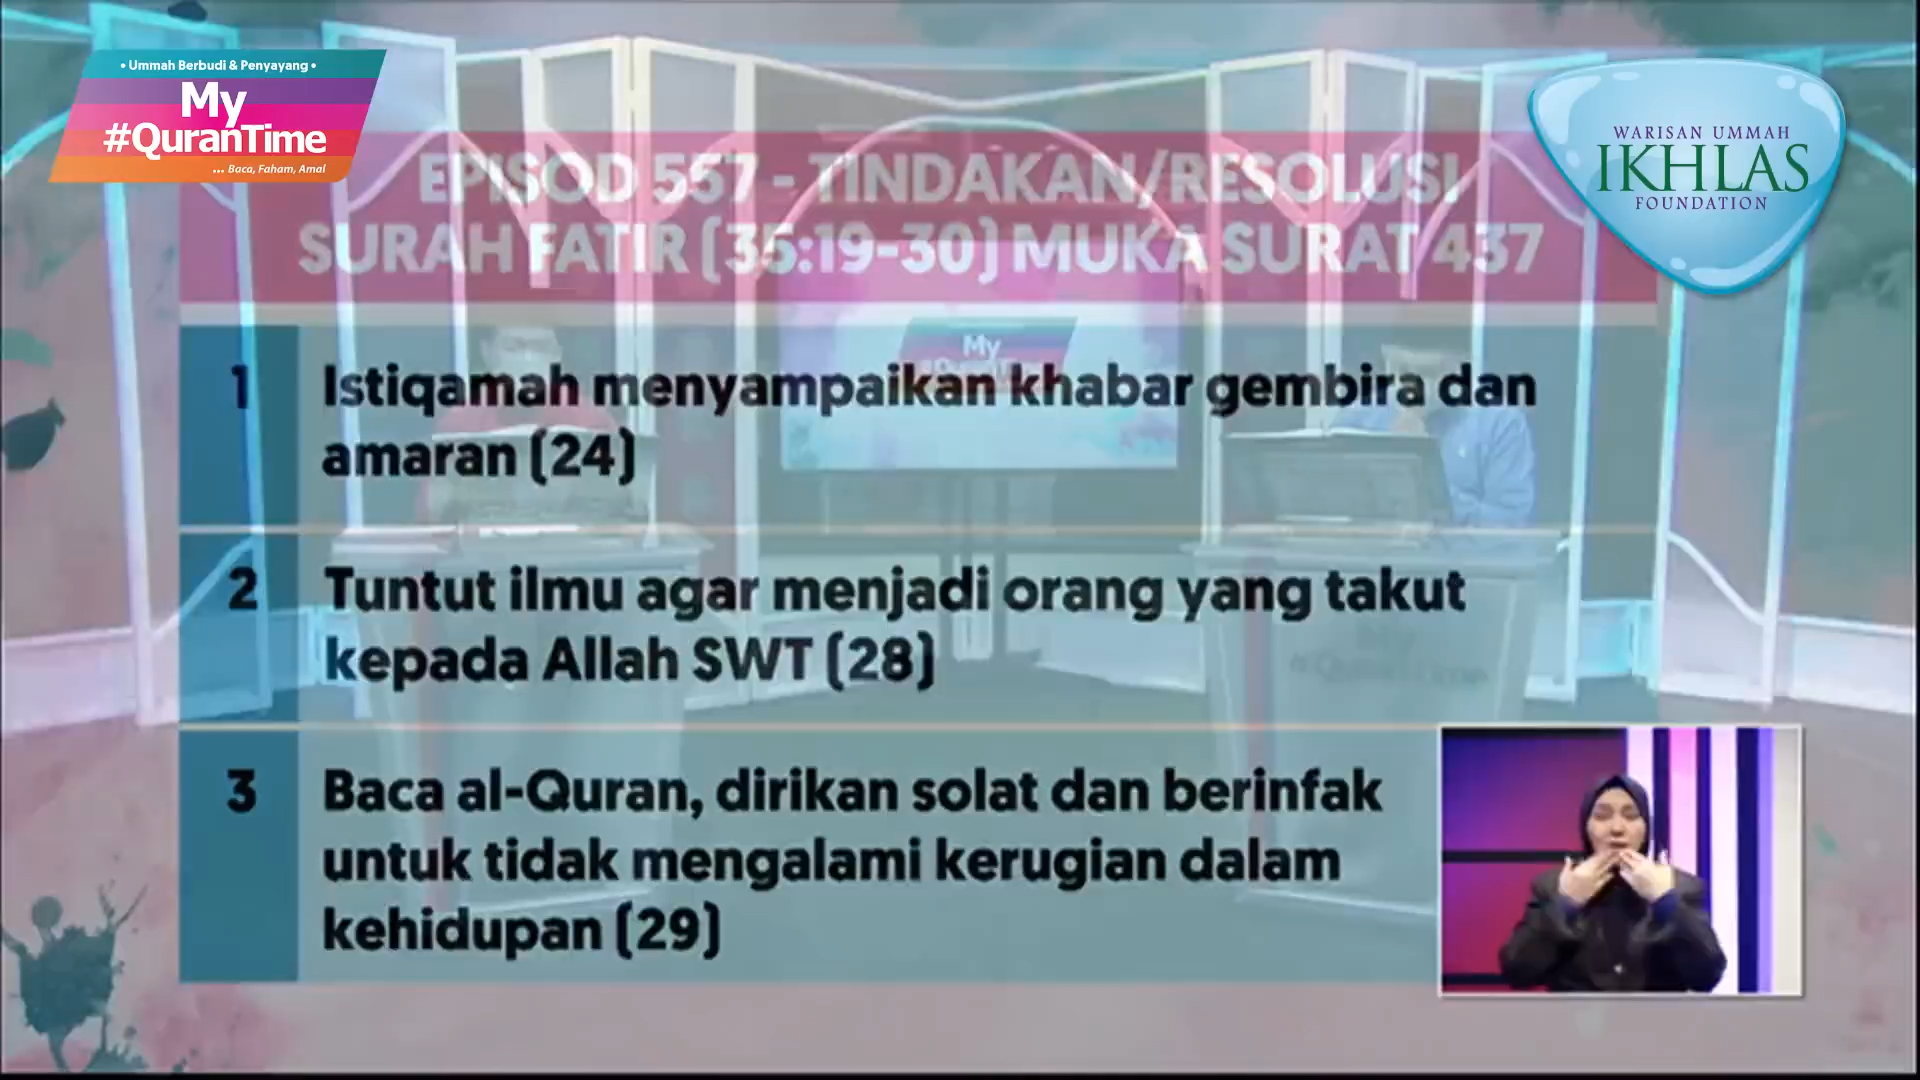 • Ummah Berbudi & Penyayang •
My
#QuranTime
... Baca, Faham, Amal
WARISAN UMMAH
IKHLAS
FOUNDATION
EPISOD 557 - TINDAKAN/RESOLUSI
SURAH FATIR (35:19-30) MUKA SURAT 437
My
1 Istiqamah menyampaikan khabar gembira dan
amaran (24)
2 Tuntut ilmu agar menjadi orang yang takut
kepada Allah SWT (28)
3 Baca al-Quran, dirikan solat dan berinfak
untuk tidak mengalami kerugian dalam
kehidupan (29)